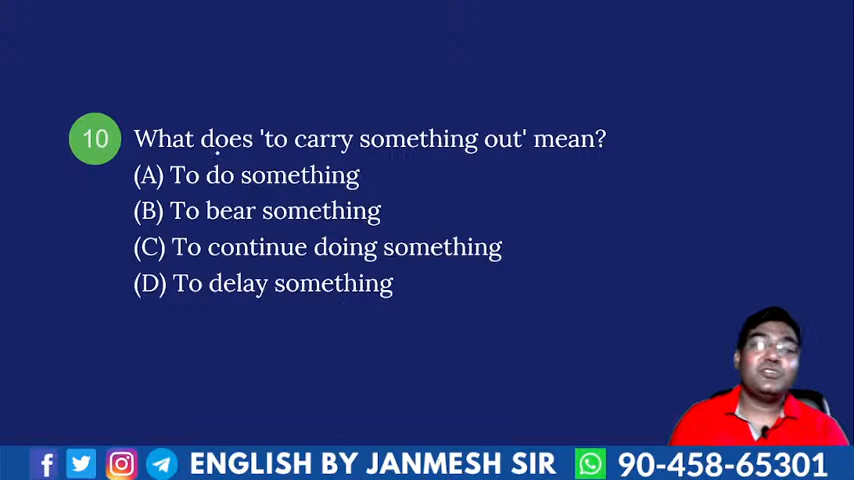 10 What does 'to carry something out' mean?
(A) To do something
(B) To bear something
(C) To continue doing something
(D) To delay something
ENGLISH BY JANMESH SIR 90-458-65301